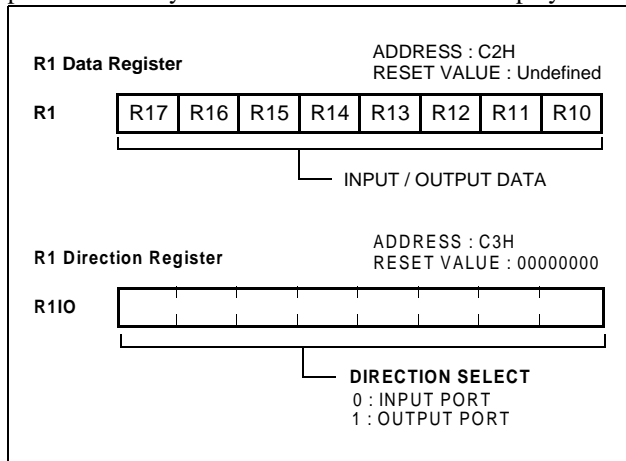 R1 Data Register
ADDRESS : C2H
RESET VALUE : Undefined
R1
R17 R16 R15 R14 R13 R12 R11 R10
INPUT / OUTPUT DATA
R1 Direction Register
ADDRESS : C3H
RESET VALUE : 00000000
R1IO
DIRECTION SELECT
0 : INPUT PORT
1 : OUTPUT PORT